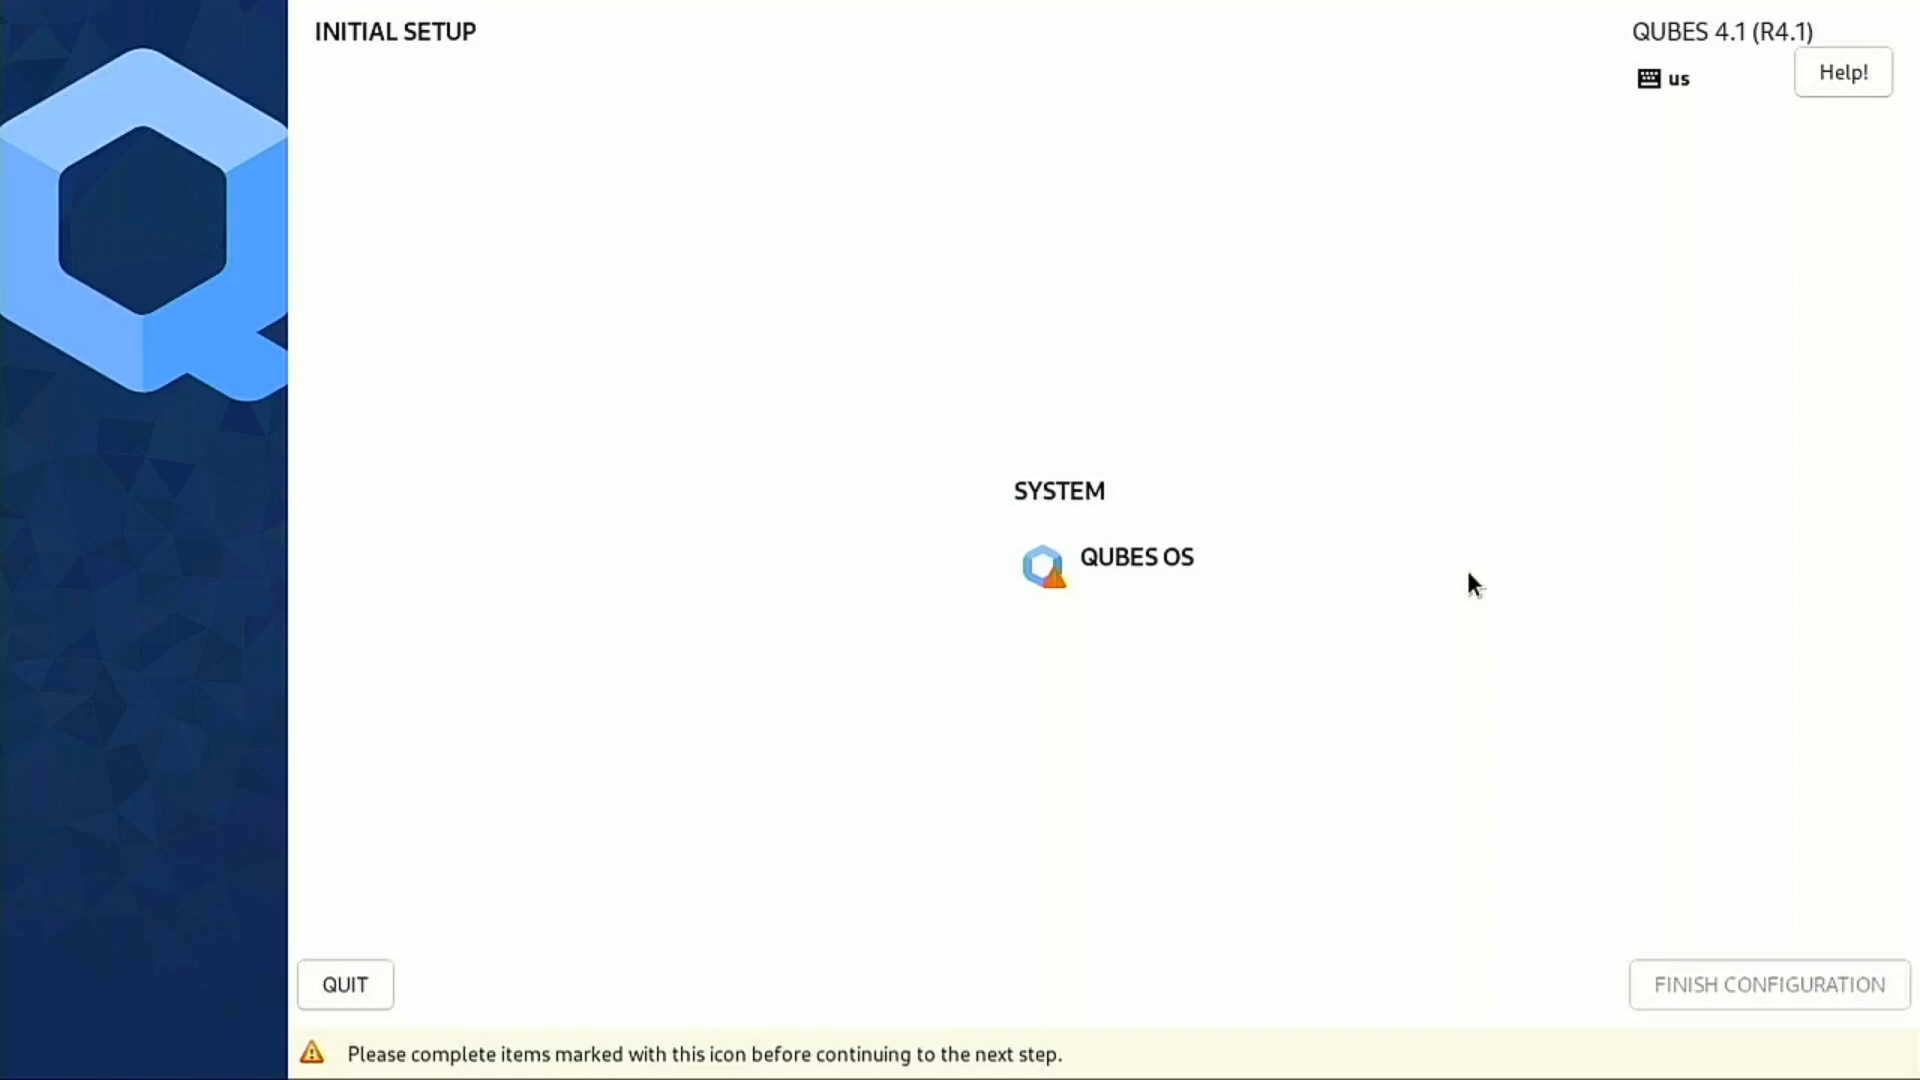 INITIAL SETUP
QUBES 4.1 (R4.1)
us
Help!
SYSTEM
QUBES OS
QUIT
FINISH CONFIGURATION
Please complete items marked with this icon before continuing to the next step.